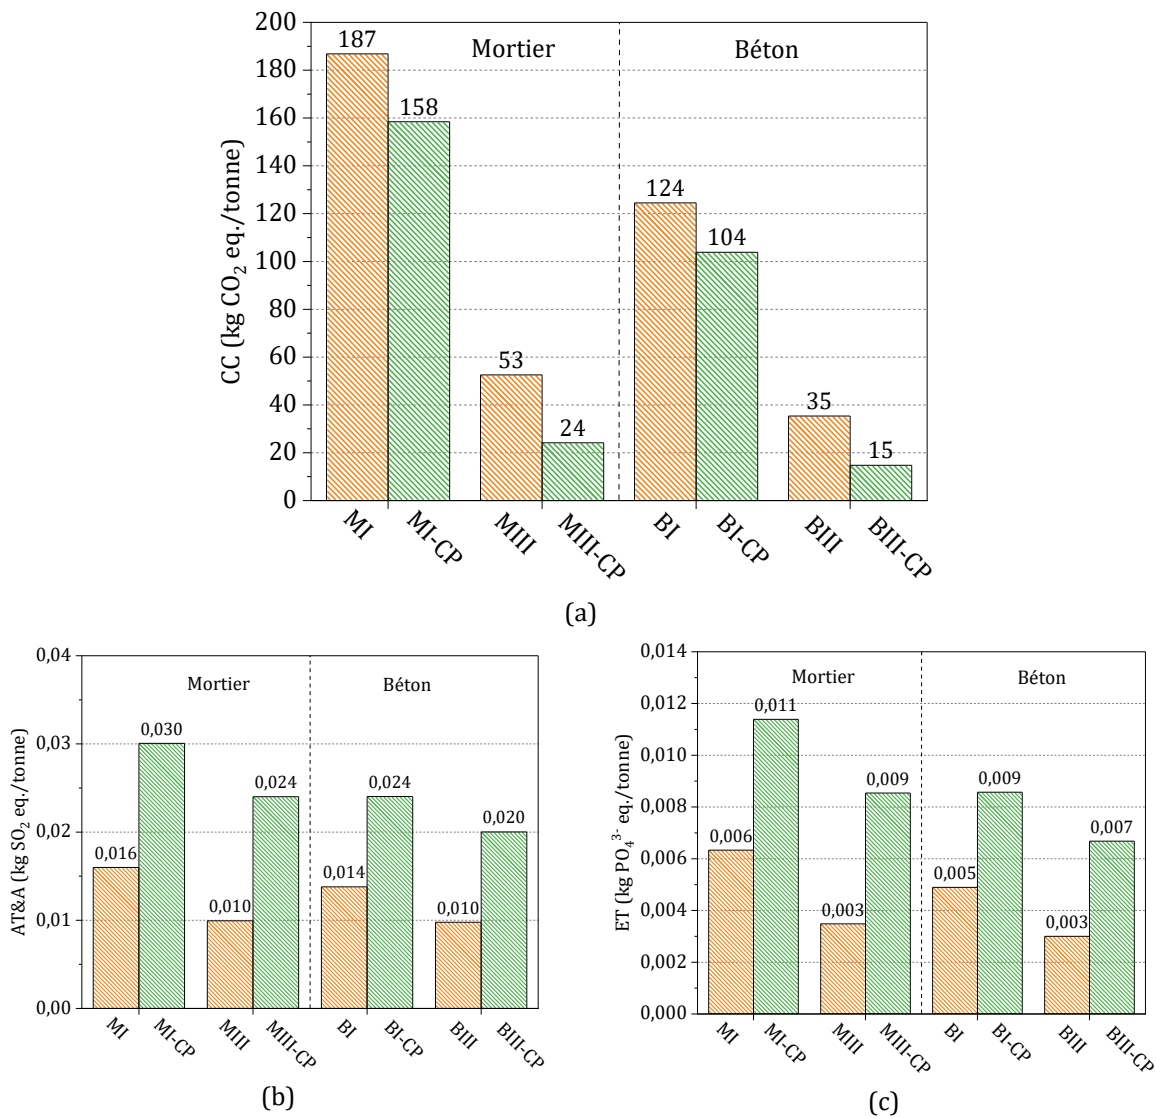 200
180
160
140
120
100
80
60
40
20
0
CC (kg CO₂ eq./tonne)
Mortier
Béton
187
158
53
24
124
104
35
15
MI
MI-CP
MIII
MIII-CP
BI
BI-CP
BIII
BIII-CP
(a)
0,04
0,03
0,02
0,01
0,00
AT&A (kg SO₂ eq./tonne)
Mortier
Béton
0,016
0,030
0,010
0,024
0,014
0,024
0,010
0,020
MI
MI-CP
MIII
MIII-CP
BI
BI-CP
BIII
BIII-CP
(b)
0,014
0,012
0,010
0,008
0,006
0,004
0,002
0,000
ET (kg PO₄³⁻ eq./tonne)
Mortier
Béton
0,006
0,011
0,003
0,009
0,005
0,009
0,003
0,007
MI
MI-CP
MIII
MIII-CP
BI
BI-CP
BIII
BIII-CP
(c)